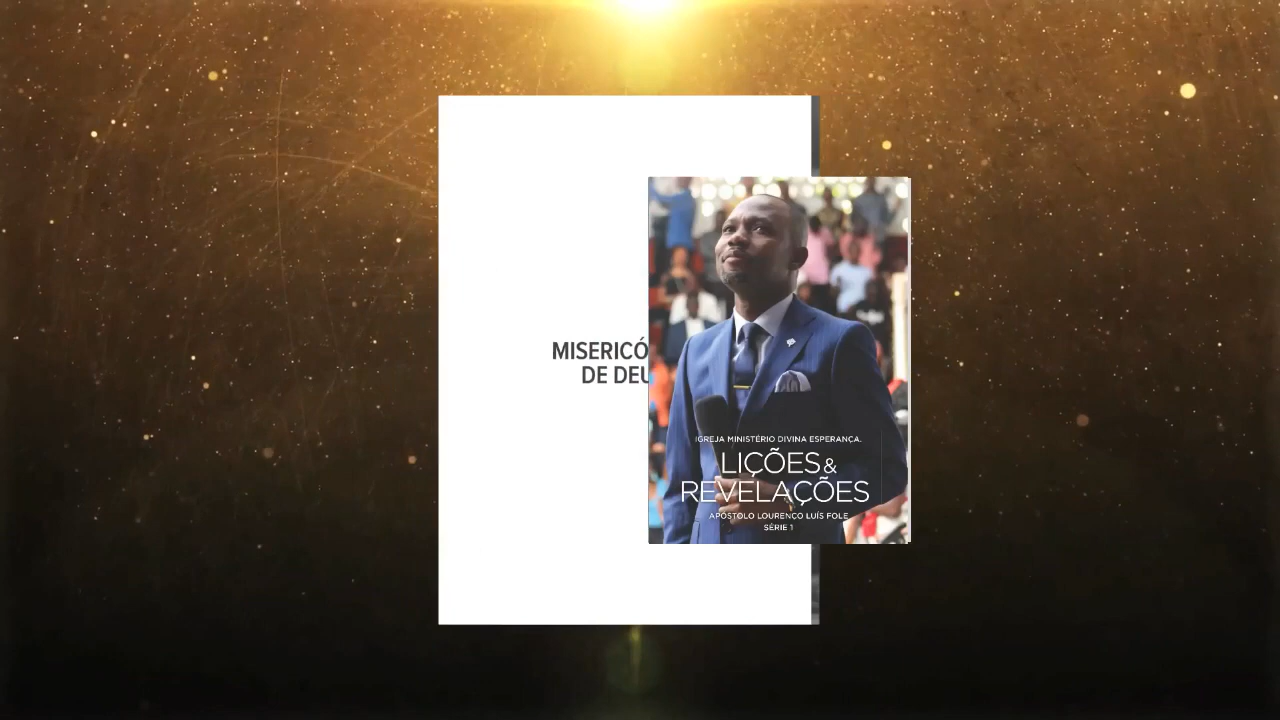 MISERICÓ
DE DEU
IGREJA MINISTÉRIO DIVINA ESPERANÇA.
LIÇÕES &
REVELAÇÕES
APÓSTOLO LOURENÇO LUÍS FOLE
SÉRIE 1